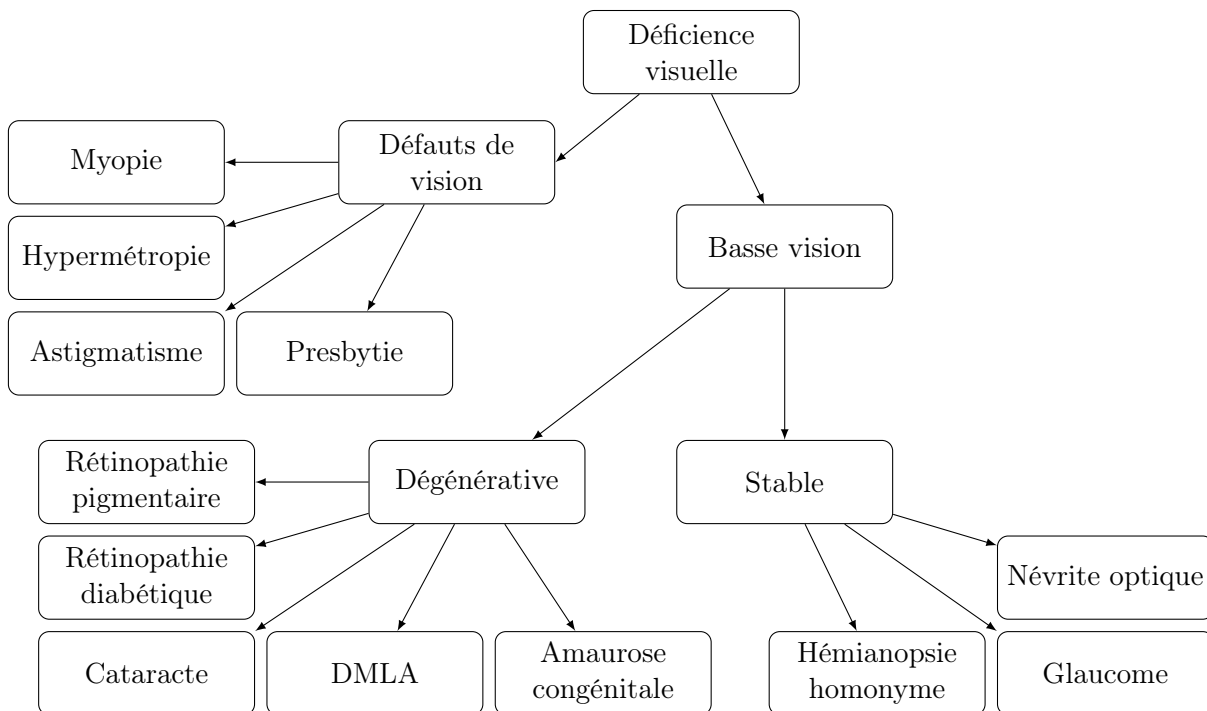 Déficience
visuelle
Myopie
Défauts de
vision
Hypermétropie
Basse vision
Astigmatisme
Presbytie
Rétinopathie
pigmentaire
Dégénérative
Stable
Rétinopathie
diabétique
Névrite optique
Cataracte
DMLA
Amaurose
congénitale
Hémianopsie
homonyme
Glaucome